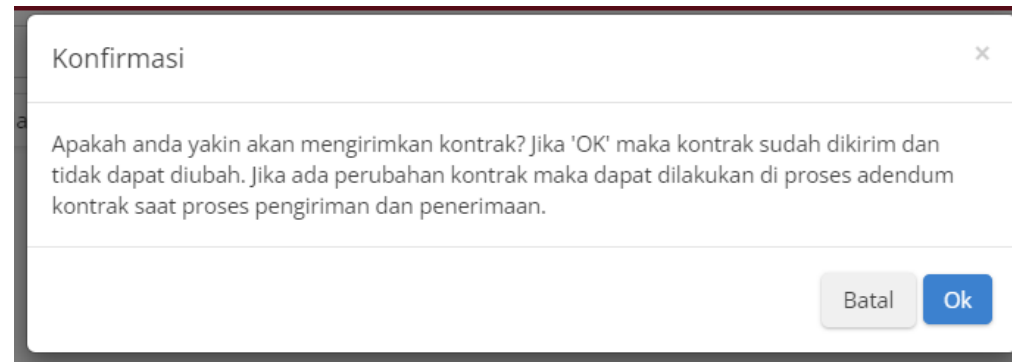 Konfirmasi
×
a
Apakah anda yakin akan mengirimkan kontrak? Jika 'OK' maka kontrak sudah dikirim dan
tidak dapat diubah. Jika ada perubahan kontrak maka dapat dilakukan di proses adendum
kontrak saat proses pengiriman dan penerimaan.
Batal
Ok